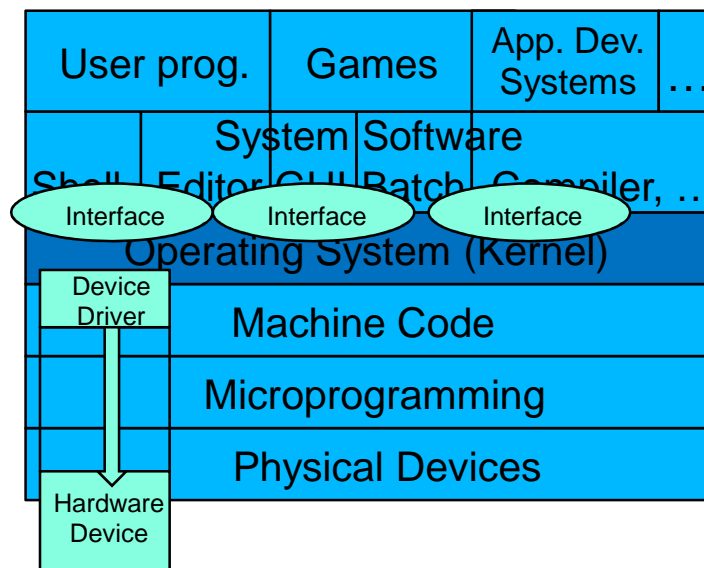 User prog.
Games
App. Dev.
Systems
...
System Software
Shell
Editor
GUI
Batch
Compiler, ...
Interface
Interface
Interface
Operating System (Kernel)
Device
Driver
Machine Code
Microprogramming
Physical Devices
Hardware
Device